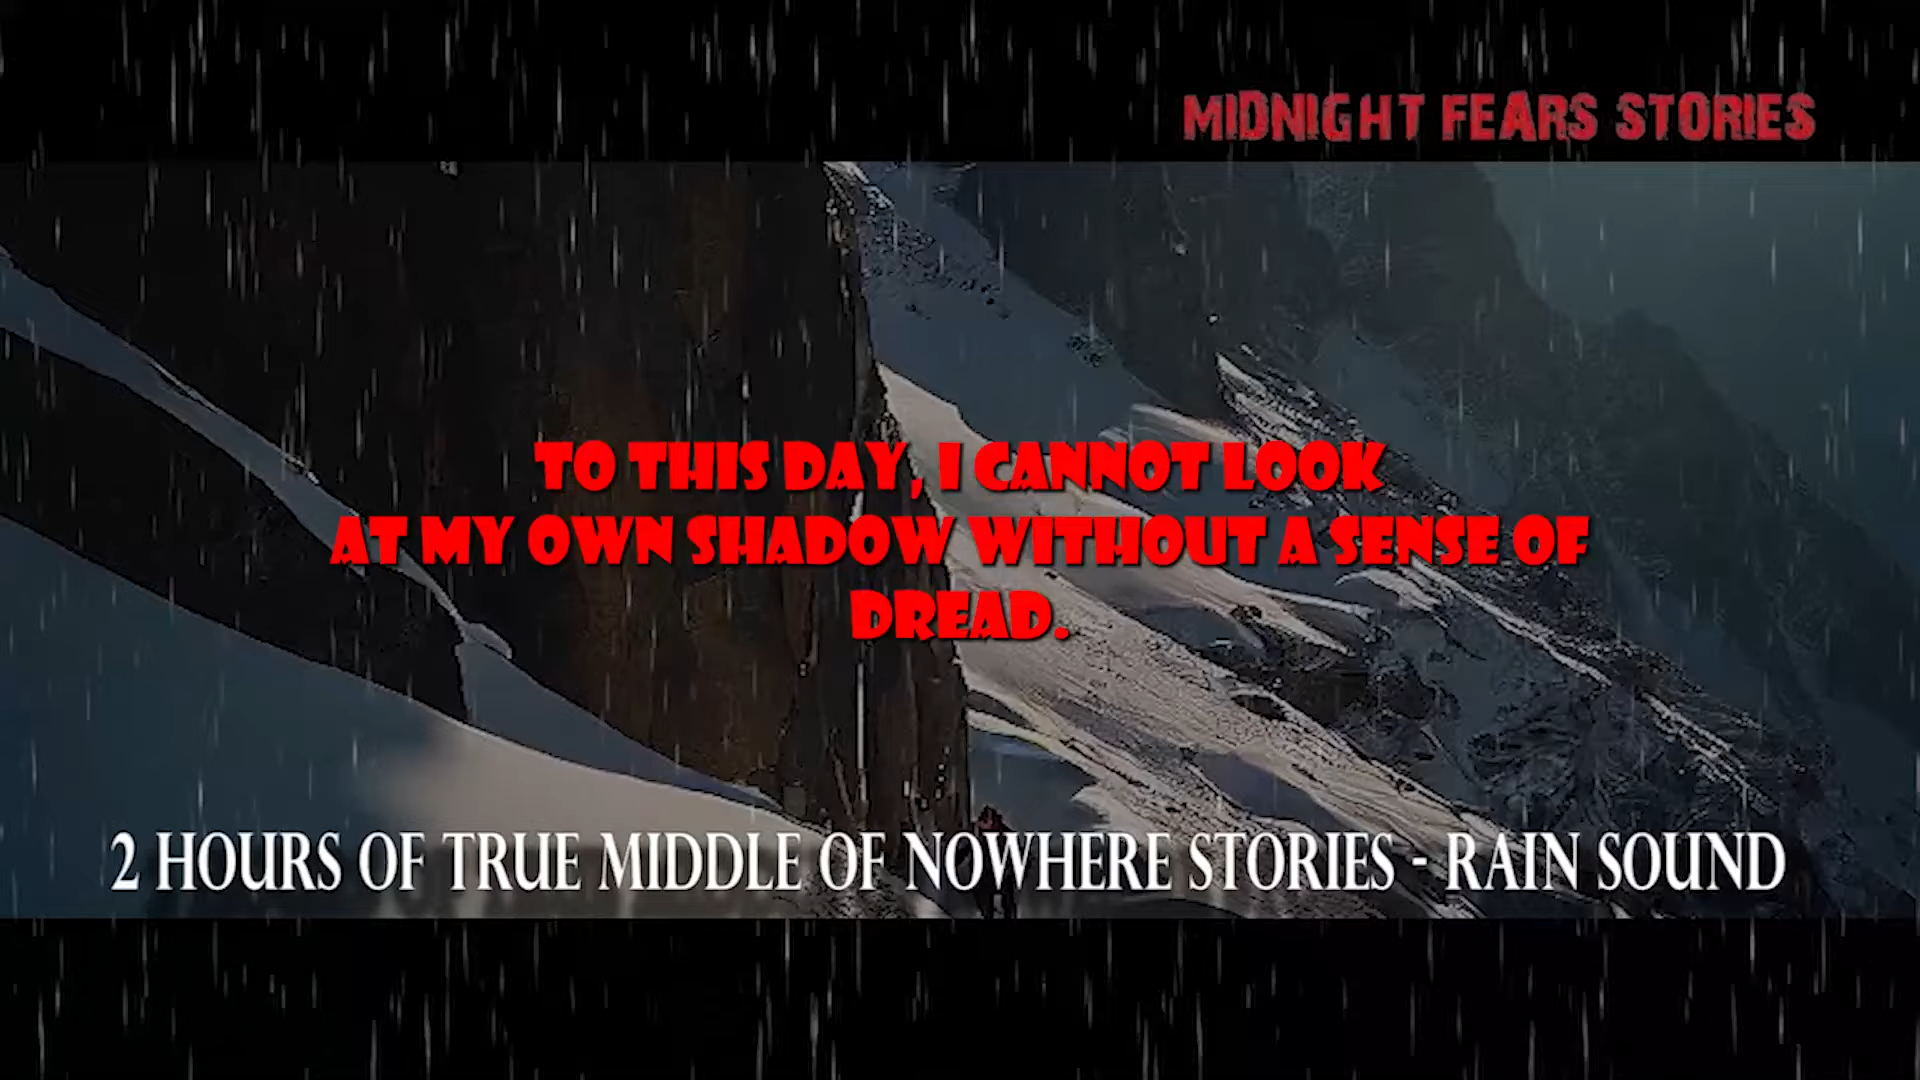 MIDNIGHT FEARS STORIES
TO THIS DAY, I CANNOT LOOK
AT MY OWN SHADOW WITHOUT A SENSE OF
DREAD.
2 HOURS OF TRUE MIDDLE OF NOWHERE STORIES - RAIN SOUND